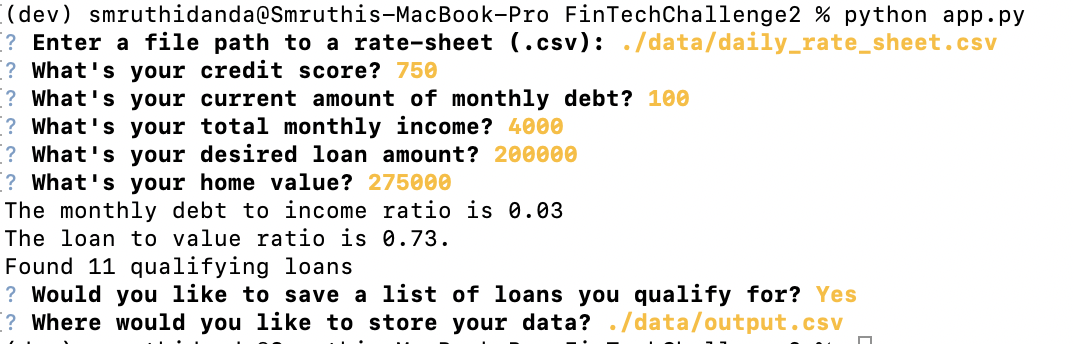 (dev) smruthidanda@Smruthis-MacBook-Pro FinTechChallenge2 % python app.py
? Enter a file path to a rate-sheet (.csv): ./data/daily_rate_sheet.csv
? What's your credit score? 750
? What's your current amount of monthly debt? 100
? What's your total monthly income? 4000
? What's your desired loan amount? 200000
? What's your home value? 275000
The monthly debt to income ratio is 0.03
The loan to value ratio is 0.73.
Found 11 qualifying loans
? Would you like to save a list of loans you qualify for? Yes
? Where would you like to store your data? ./data/output.csv